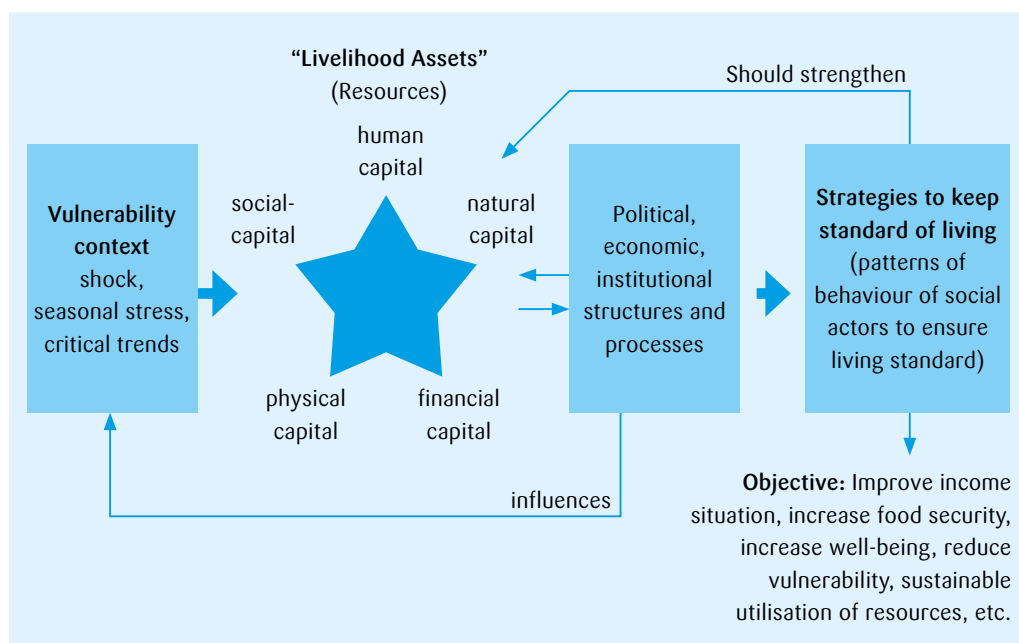 “Livelihood Assets”
(Resources)
human
capital
social-
capital
natural
capital
physical
capital
financial
capital
Vulnerability
context
shock,
seasonal stress,
critical trends
Political,
economic,
institutional
structures and
processes
Should strengthen
Strategies to keep
standard of living
(patterns of
behaviour of social
actors to ensure
living standard)
influences
Objective: Improve income
situation, increase food security,
increase well-being, reduce
vulnerability, sustainable
utilisation of resources, etc.